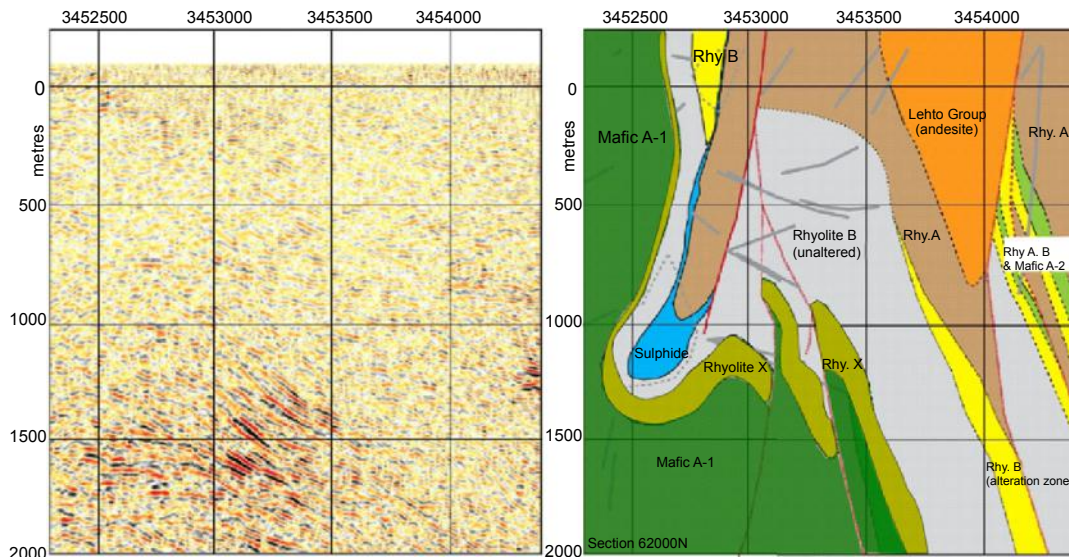 3452500 3453000 3453500 3454000
metres
0
500
1000
1500
2000
3452500 3453000 3453500 3454000
metres
0
500
1000
1500
2000
Rhy B
Mafic A-1
Lehto Group
(andesite)
Rhy. A
Rhyolite B
(unaltered)
Rhy.A
Rhy A. B
& Mafic A-2
Sulphide
Rhyolite X
Rhy. X
Mafic A-1
Rhy. B
(alteration zone
Section 62000N